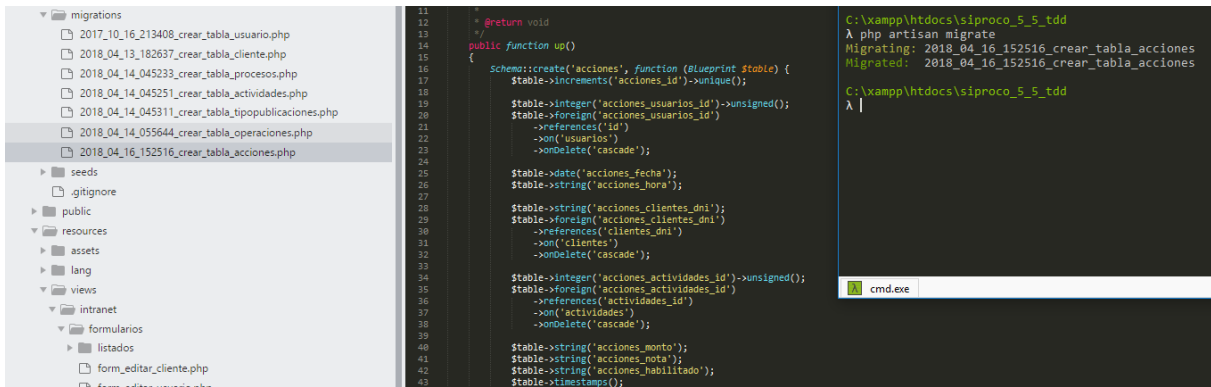 migrations
2017_10_16_213408_crear_tabla_usuario.php
2018_04_13_182637_crear_tabla_cliente.php
2018_04_14_045233_crear_tabla_procesos.php
2018_04_14_045251_crear_tabla_actividades.php
2018_04_14_045311_crear_tabla_tipopublicaciones.php
2018_04_14_055644_crear_tabla_operaciones.php
2018_04_16_152516_crear_tabla_acciones.php
seeds
.gitignore
public
resources
assets
lang
views
intranet
formularios
listados
form_editar_cliente.php
form_editar_usuario.php
11 *
12 * @return void
13 */
14 public function up()
15 {
16 Schema::create('acciones', function (Blueprint $table) {
17 $table->increments('acciones_id')->unique();
18
19 $table->integer('acciones_usuarios_id')->unsigned();
20 $table->foreign('acciones_usuarios_id')
21 ->references('id')
22 ->on('usuarios')
23 ->onDelete('cascade');
24
25 $table->date('acciones_fecha');
26 $table->string('acciones_hora');
27
28 $table->string('acciones_clientes_dni');
29 $table->foreign('acciones_clientes_dni')
30 ->references('clientes_dni')
31 ->on('clientes')
32 ->onDelete('cascade');
33
34 $table->integer('acciones_actividades_id')->unsigned();
35 $table->foreign('acciones_actividades_id')
36 ->references('actividades_id')
37 ->on('actividades')
38 ->onDelete('cascade');
39
40 $table->string('acciones_monto');
41 $table->string('acciones_nota');
42 $table->string('acciones_habilitado');
43 $table->timestamps();
C:\xampp\htdocs\siproco_5_5_tdd
λ php artisan migrate
Migrating: 2018_04_16_152516_crear_tabla_acciones
Migrated: 2018_04_16_152516_crear_tabla_acciones
C:\xampp\htdocs\siproco_5_5_tdd
λ
λ cmd.exe